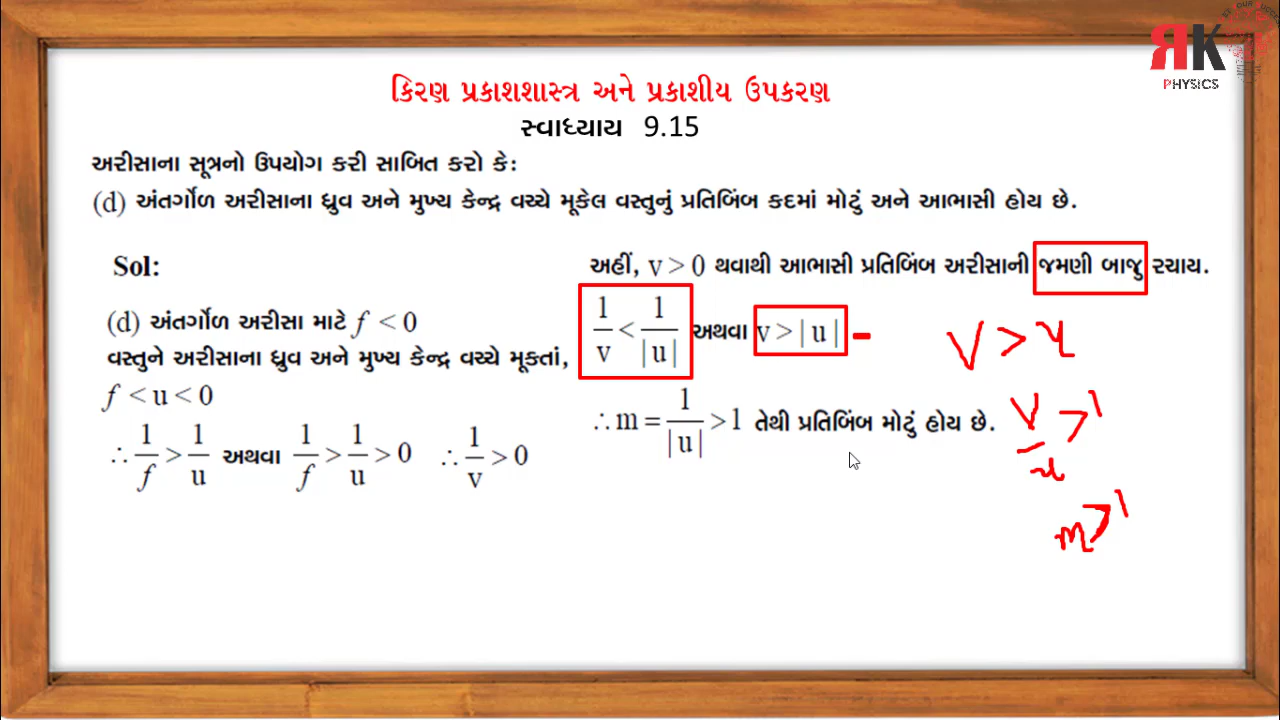 ЯK
PHYSICS
કિરણ પ્રકાશશાસ્ત્ર અને પ્રકાશીય ઉપકરણ
સ્વાધ્યાય 9.15
અરીસાના સૂત્રનો ઉપયોગ કરી સાબિત કરો કે:
(d) અંતર્ગોળ અરીસાના ધ્રુવ અને મુખ્ય કેન્દ્ર વચ્ચે મૂકેલ વસ્તુનું પ્રતિબિંબ કદમાં મોટું અને આભાસી હોય છે.
Sol:
(d) અંતર્ગોળ અરીસા માટે f < 0
વસ્તુને અરીસાના ધ્રુવ અને મુખ્ય કેન્દ્ર વચ્ચે મૂકતાં,
f < u < 0
∴ 1/f > 1/u અથવા 1/f > 1/u > 0 ∴ 1/v > 0
અહીં, v > 0 થવાથી આભાસી પ્રતિબિંબ અરીસાની જમણી બાજુ રચાય.
1/v < 1/|u| અથવા v > |u| -
∴ m = 1/|u| > 1 તેથી પ્રતિબિંબ મોટું હોય છે.
v > u
v/u > 1
m > 1